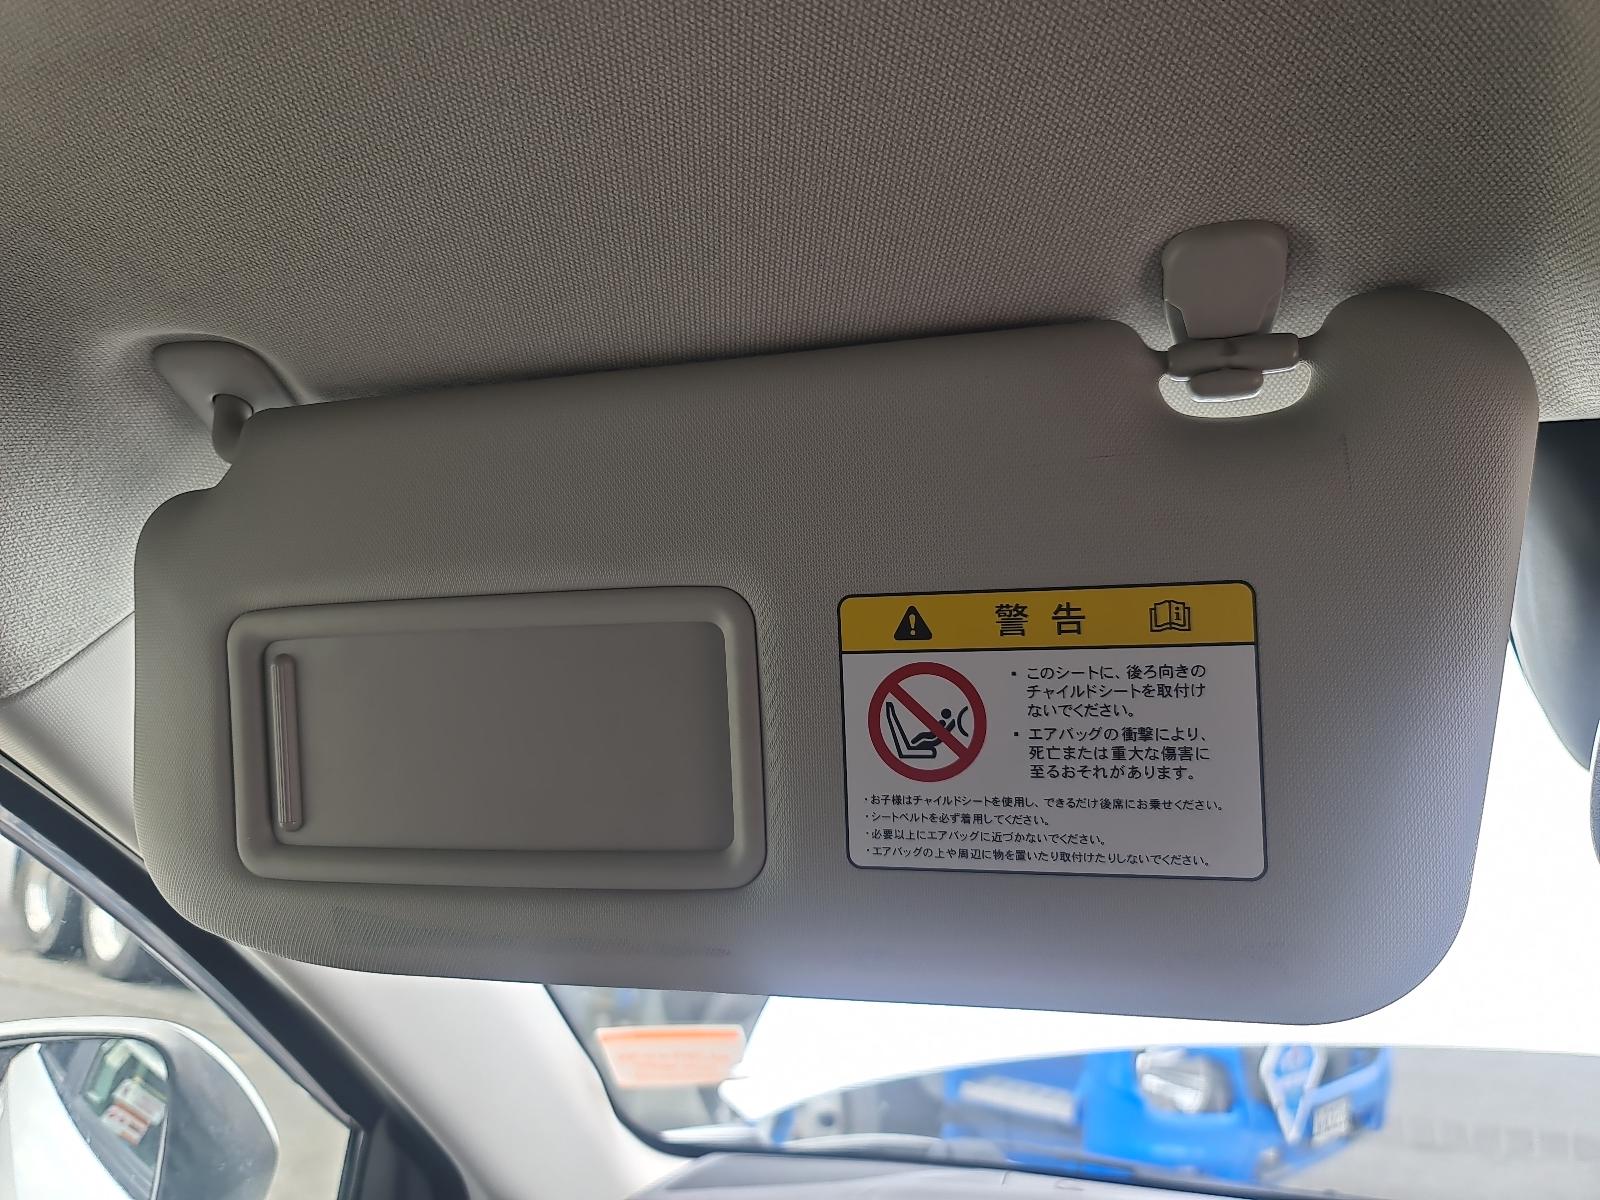 警告
・このシートに、後ろ向きの
チャイルドシートを取付け
ないでください。
・エアバッグの衝撃により、
死亡または重大な傷害に
至るおそれがあります。
・お子様はチャイルドシートを使用し、できるだけ後席にお乗せください。
・シートベルトを必ず着用してください。
・必要以上にエアバッグに近づかないでください。
・エアバッグの上や周辺に物を置いたり取付けたりしないでください。